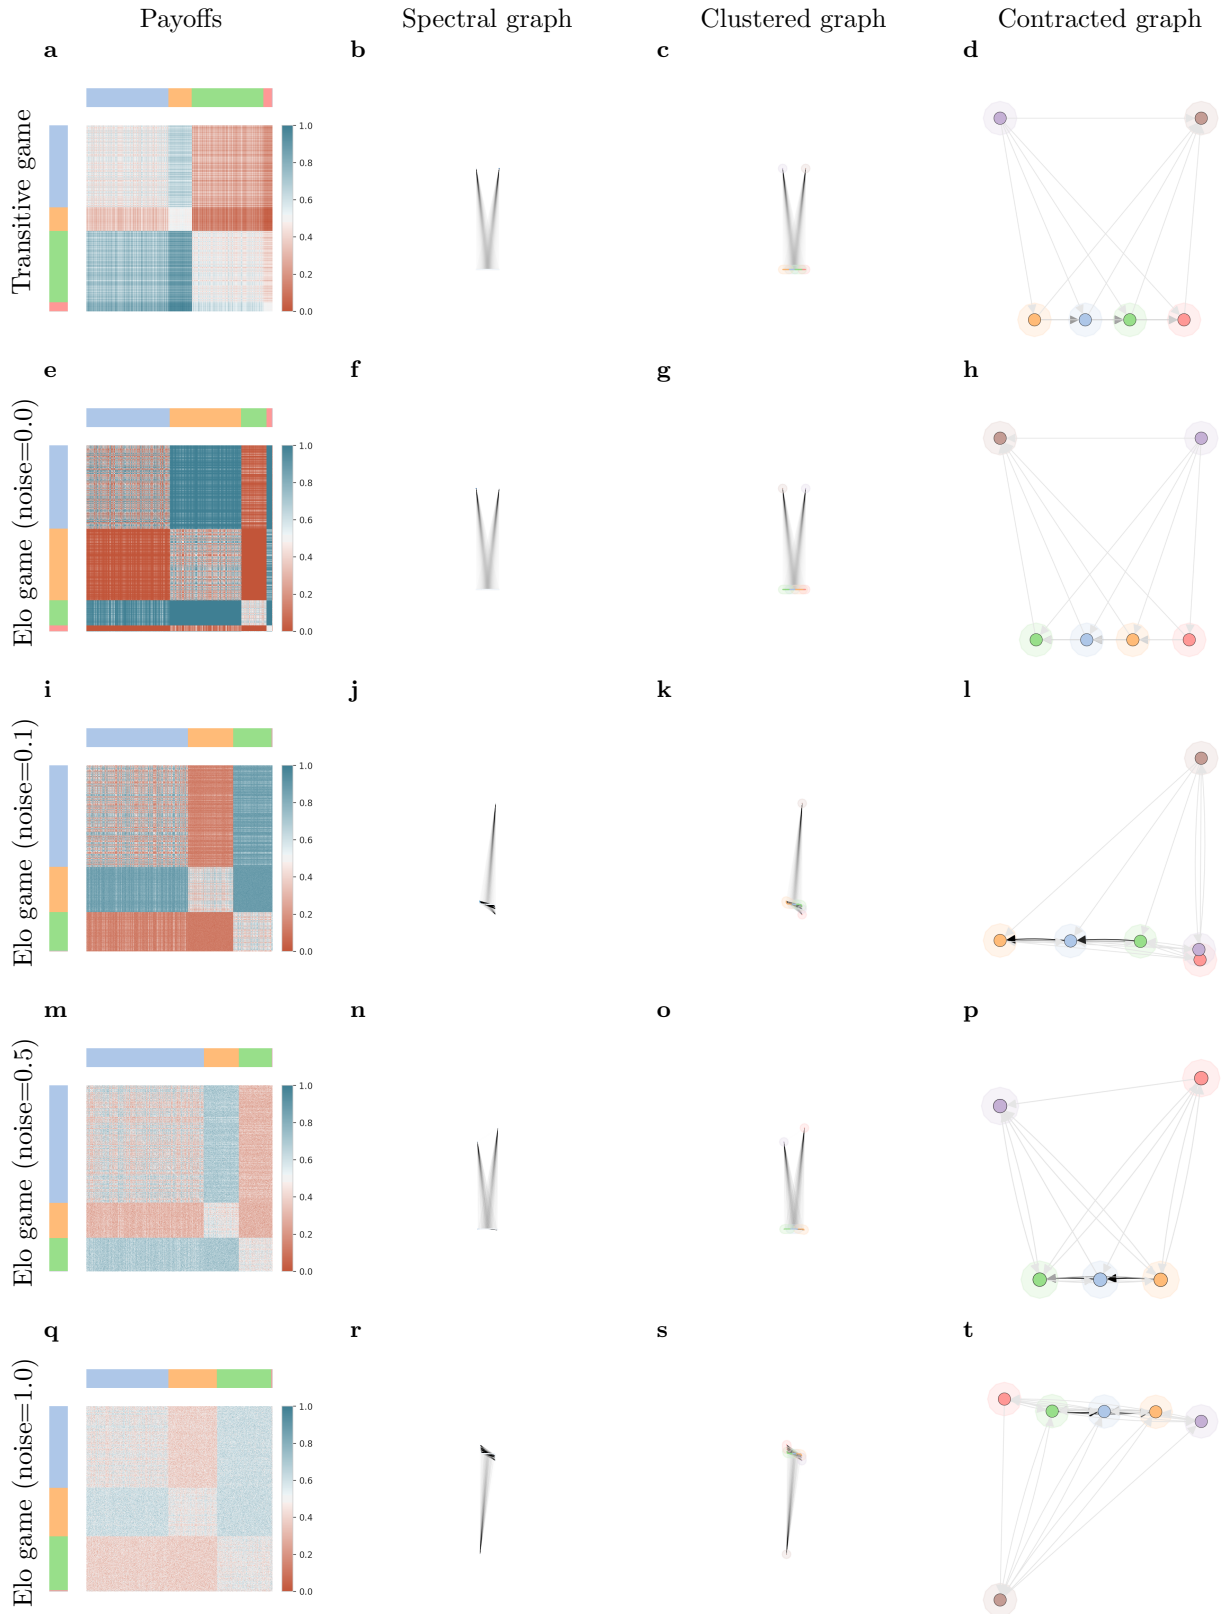 Payoffs Spectral graph Clustered graph Contracted graph
a b c d
Transitive game
1.0
0.8
0.6
0.4
0.2
0.0
e f g h
Elo game (noise=0.0)
1.0
0.8
0.6
0.4
0.2
0.0
i j k l
Elo game (noise=0.1)
1.0
0.8
0.6
0.4
0.2
0.0
m n o p
Elo game (noise=0.5)
1.0
0.8
0.6
0.4
0.2
0.0
q r s t
Elo game (noise=1.0)
1.0
0.8
0.6
0.4
0.2
0.0